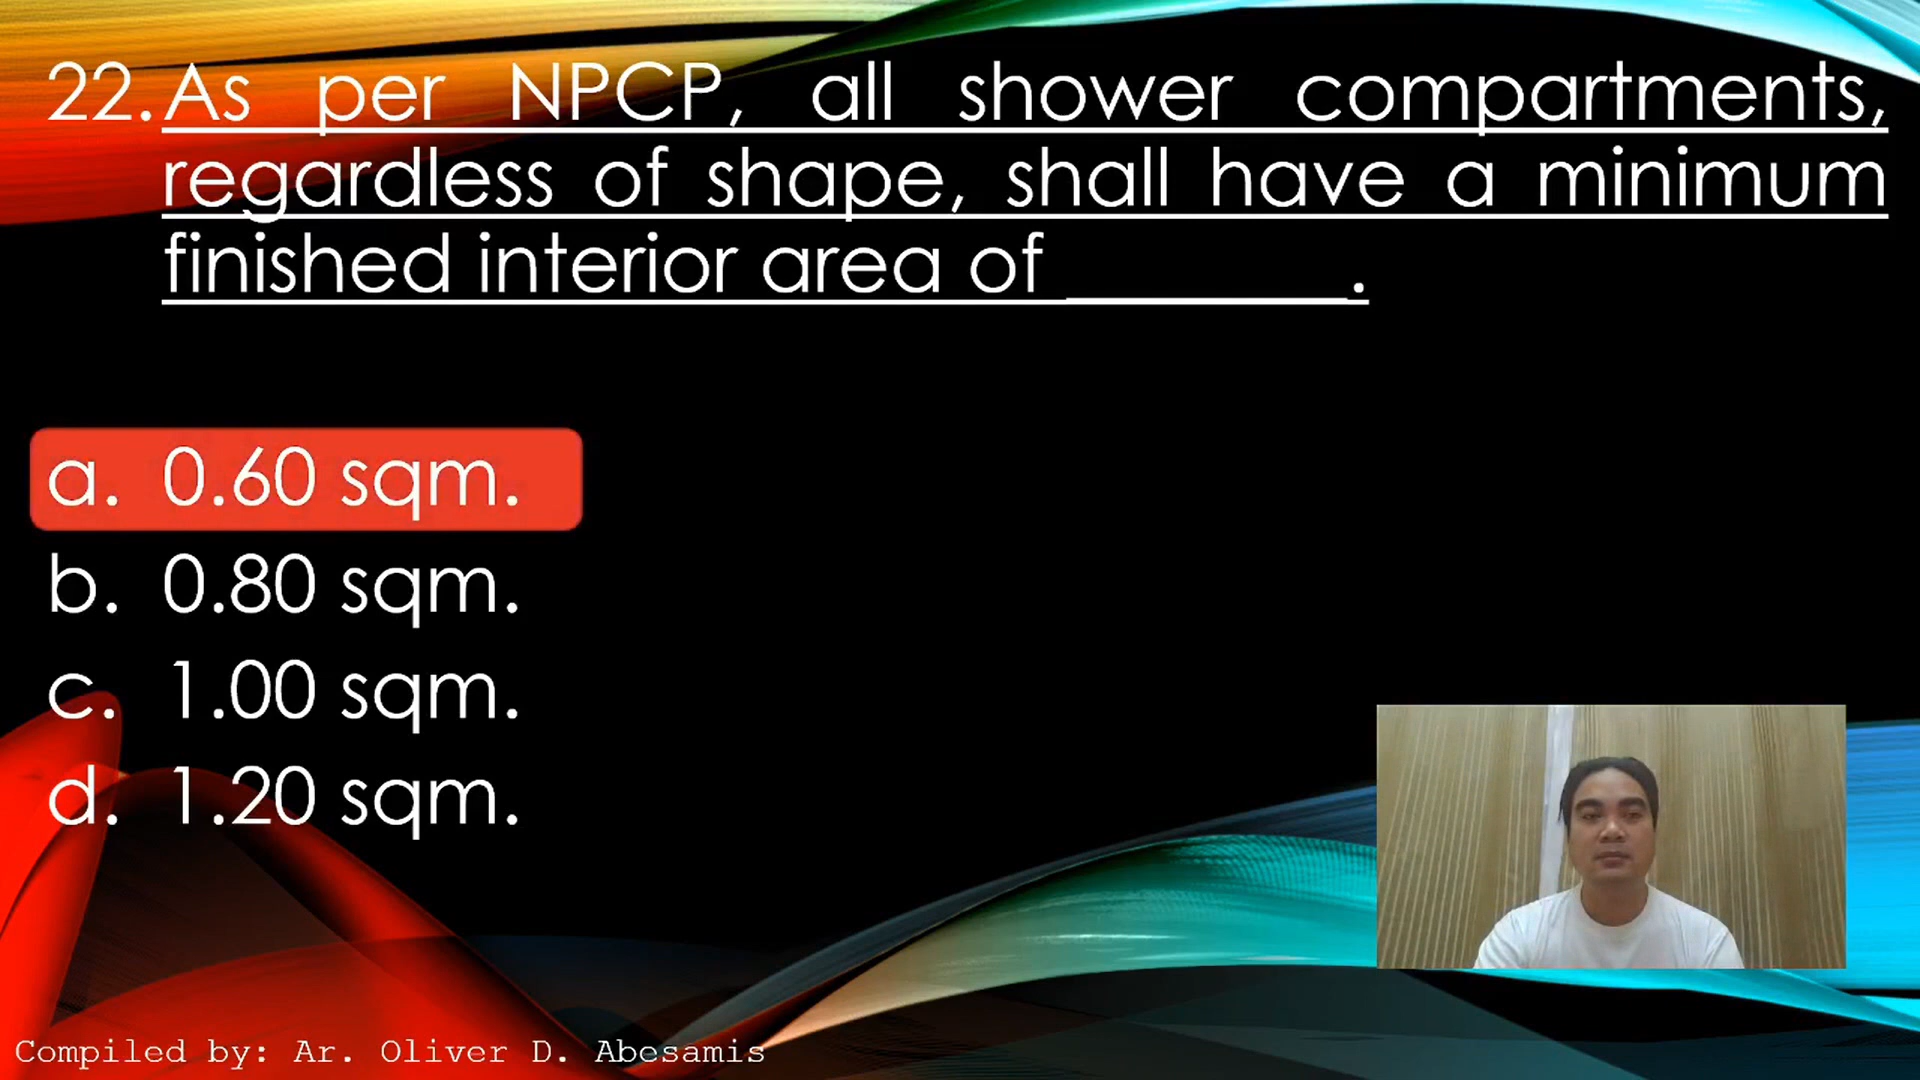 22. As per NPCP, all shower compartments,
regardless of shape, shall have a minimum
finished interior area of ________.
a. 0.60 sqm.
b. 0.80 sqm.
c. 1.00 sqm.
d. 1.20 sqm.
Compiled by: Ar. Oliver D. Abesamis